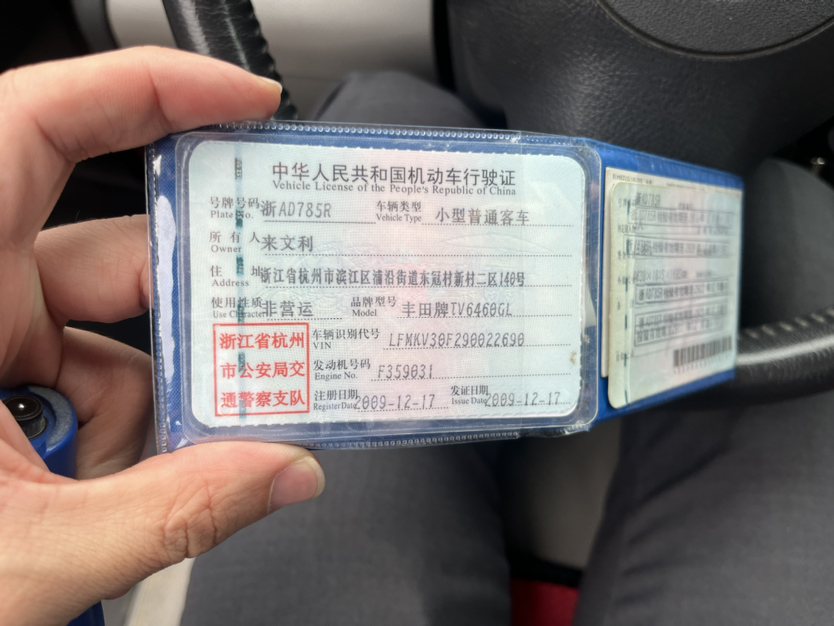 中华人民共和国机动车行驶证
Vehicle License of the People's Republic of China
号牌号码 浙AD785R 车辆类型 小型普通客车
Plate No. Vehicle Type
所有人 来文利
Owner
住址 浙江省杭州市滨江区浦沿街道东冠村新村二区140号
Address
使用性质 非营运 品牌型号 丰田牌TV6460GL
Use Character Model
浙江省杭州
市公安局交
通警察支队
车辆识别代号 LFMKV30F290022690
VIN
发动机号码 F359031
Engine No.
注册日期 2009-12-17 发证日期 2009-12-17
Register Date Issue Date